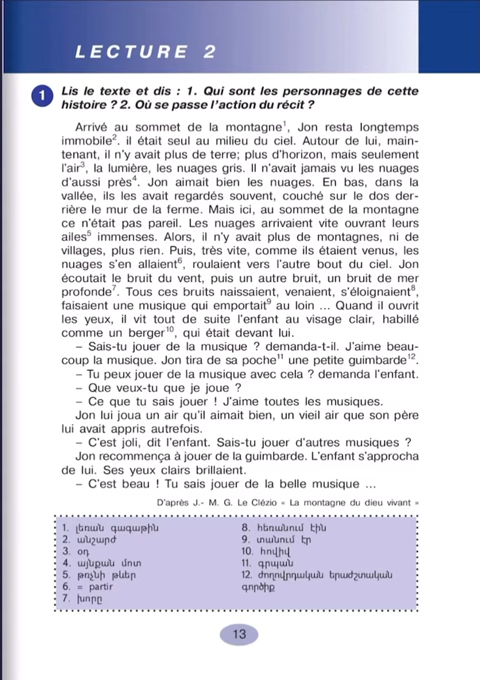 LECTURE 2
1 Lis le texte et dis : 1. Qui sont les personnages de cette
histoire ? 2. Où se passe l'action du récit ?
Arrivé au sommet de la montagne¹, Jon resta longtemps
immobile². il était seul au milieu du ciel. Autour de lui, main-
tenant, il n'y avait plus de terre; plus d'horizon, mais seulement
l'air³, la lumière, les nuages gris. Il n'avait jamais vu les nuages
d'aussi près⁴. Jon aimait bien les nuages. En bas, dans la
vallée, ils les avait regardés souvent, couché sur le dos der-
rière le mur de la ferme. Mais ici, au sommet de la montagne
ce n'était pas pareil. Les nuages arrivaient vite ouvrant leurs
ailes⁵ immenses. Alors, il n'y avait plus de montagnes, ni de
villages, plus rien. Puis, très vite, comme ils étaient venus, les
nuages s'en allaient⁶, roulaient vers l'autre bout du ciel. Jon
écoutait le bruit du vent, puis un autre bruit, un bruit de mer
profonde⁷. Tous ces bruits naissaient, venaient, s'éloignaient⁸,
faisaient une musique qui emportait⁹ au loin ... Quand il ouvrit
les yeux, il vit tout de suite l'enfant au visage clair, habillé
comme un berger¹⁰, qui était devant lui.
– Sais-tu jouer de la musique ? demanda-t-il. J'aime beau-
coup la musique. Jon tira de sa poche¹¹ une petite guimbarde¹².
– Tu peux jouer de la musique avec cela ? demanda l'enfant.
– Que veux-tu que je joue ?
– Ce que tu sais jouer ! J'aime toutes les musiques.
Jon lui joua un air qu'il aimait bien, un vieil air que son père
lui avait appris autrefois.
– C'est joli, dit l'enfant. Sais-tu jouer d'autres musiques ?
Jon recommença à jouer de la guimbarde. L'enfant s'approcha
de lui. Ses yeux clairs brillaient.
– C'est beau ! Tu sais jouer de la belle musique ...
D'après J.- M. G. Le Clézio « La montagne du dieu vivant »
1. լեռան գագաթին
2. անշարժ
3. օդ
4. այնքան մոտ
5. թռչնի թևեր
6. = partir
7. խորը
8. հեռանում էին
9. տանում էր
10. հովիվ
11. գրպան
12. ժողովրդական երաժշտական
գործիք
13